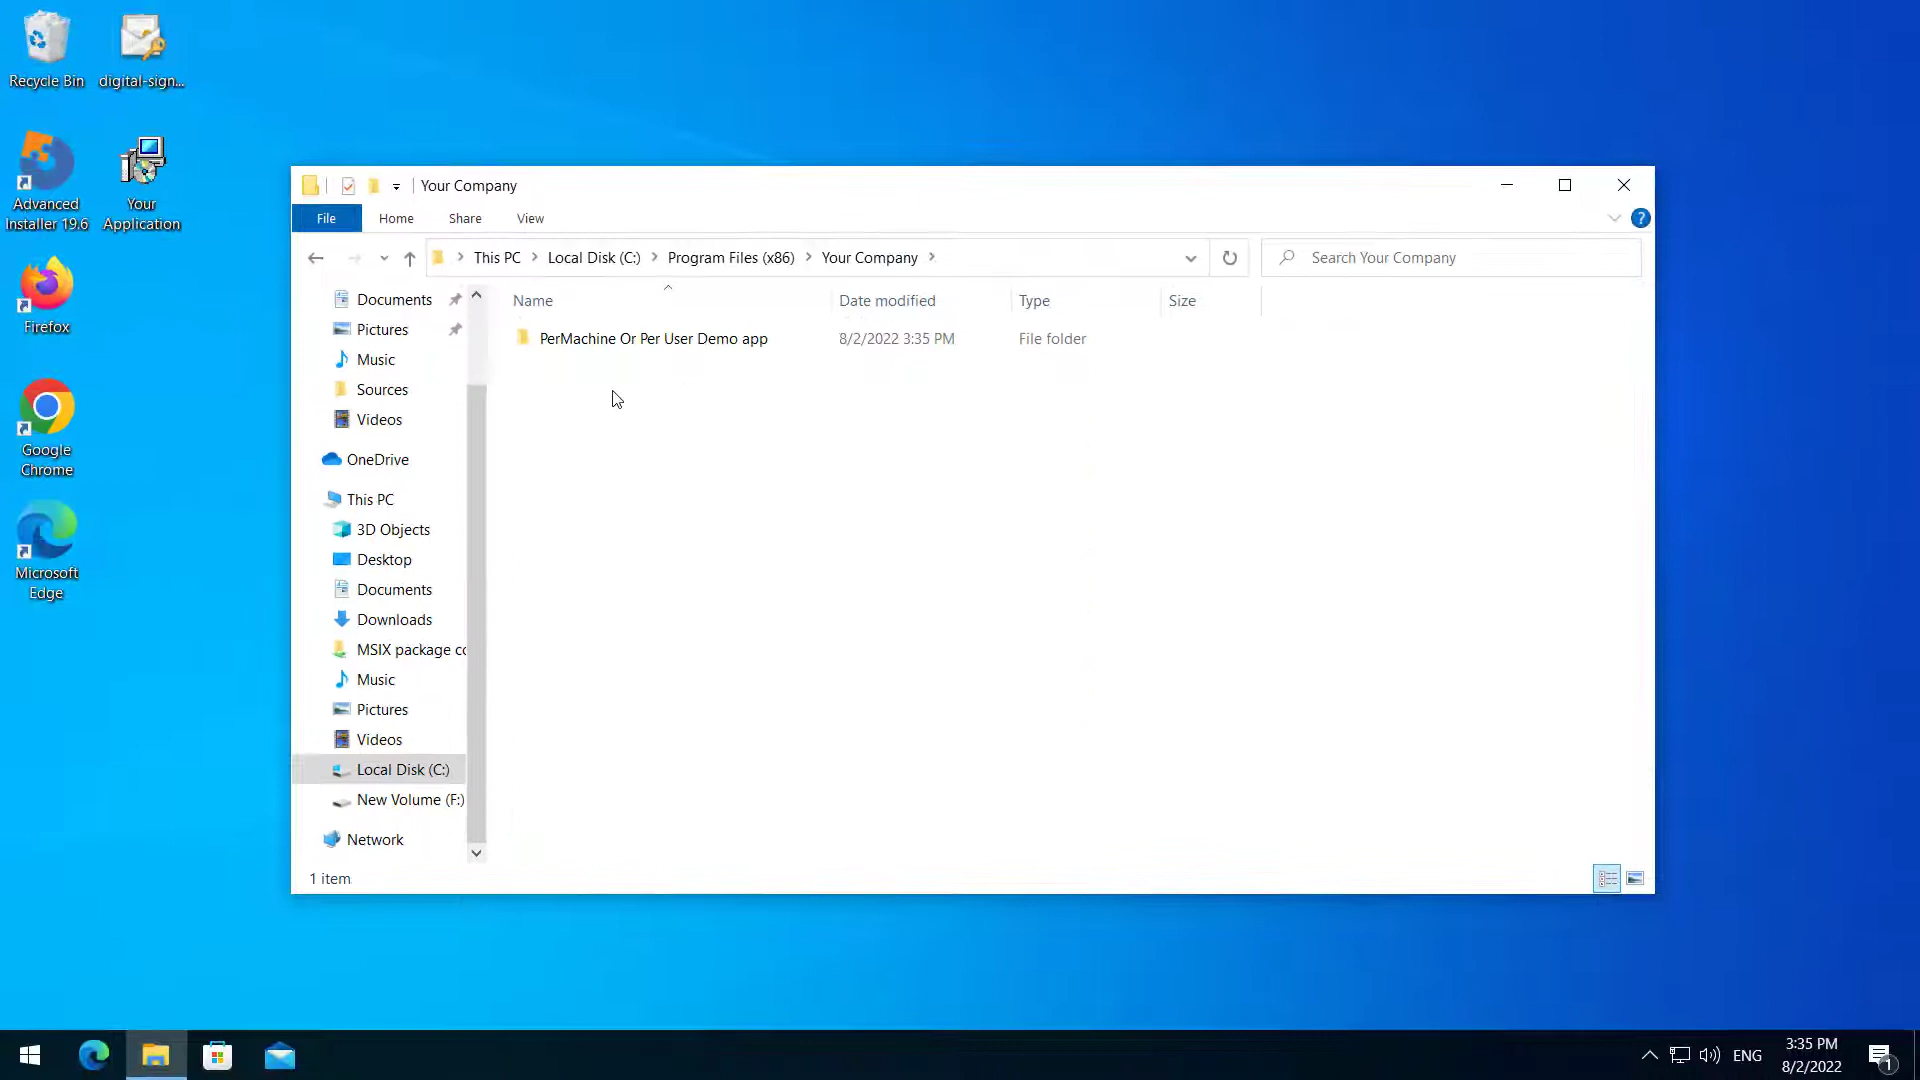 Recycle Bin
digital-sign...
Advanced
Installer 19.6
Your
Application
Firefox
Google
Chrome
Microsoft
Edge
Your Company
File
Home
Share
View
This PC
Local Disk (C:)
Program Files (x86)
Your Company
Search Your Company
Name
Date modified
Type
Size
PerMachine Or Per User Demo app
8/2/2022 3:35 PM
File folder
Documents
Pictures
Music
Sources
Videos
OneDrive
This PC
3D Objects
Desktop
Documents
Downloads
MSIX package co
Music
Pictures
Videos
Local Disk (C:)
New Volume (F:)
Network
1 item
ENG
3:35 PM
8/2/2022
1